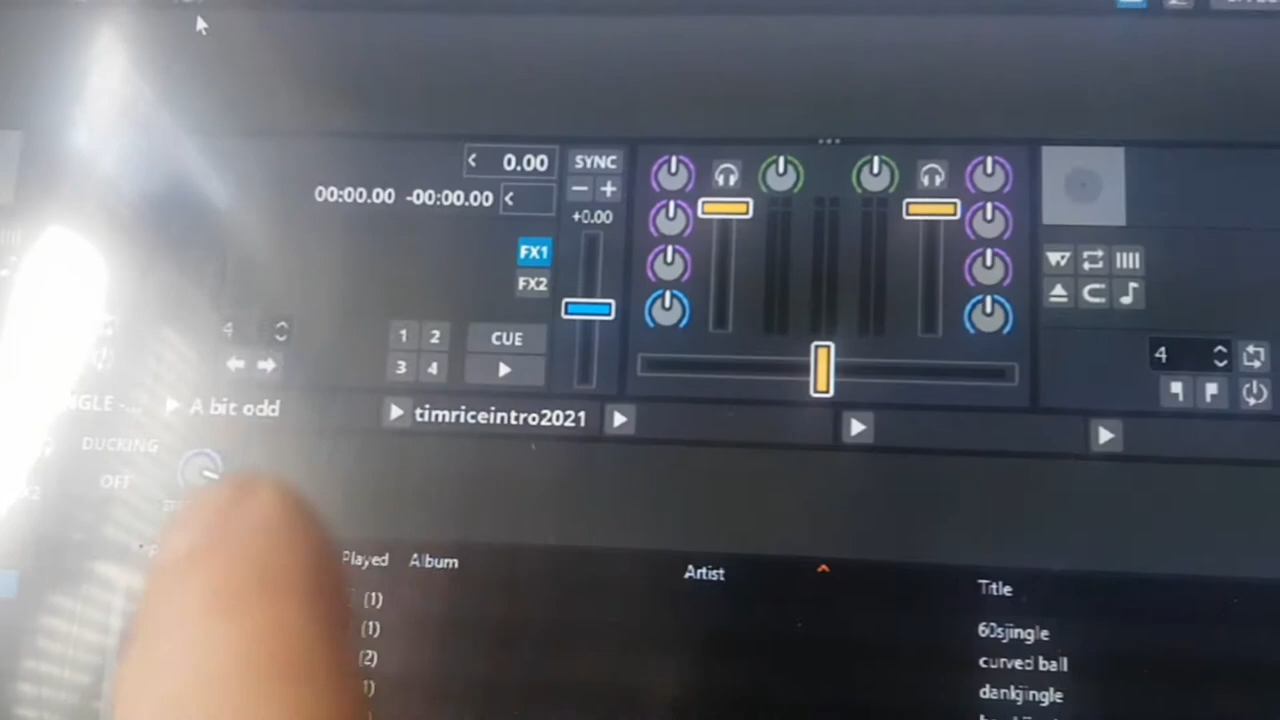 0.00
SYNC
00:00.00 -00:00.00
+0.00
FX1
FX2
4
1 2
CUE
3 4
4
A bit odd
timriceintro2021
DUCKING
OFF
Played Album Artist Title
(1) 60sjingle
(1) curved ball
(2) dankjingle